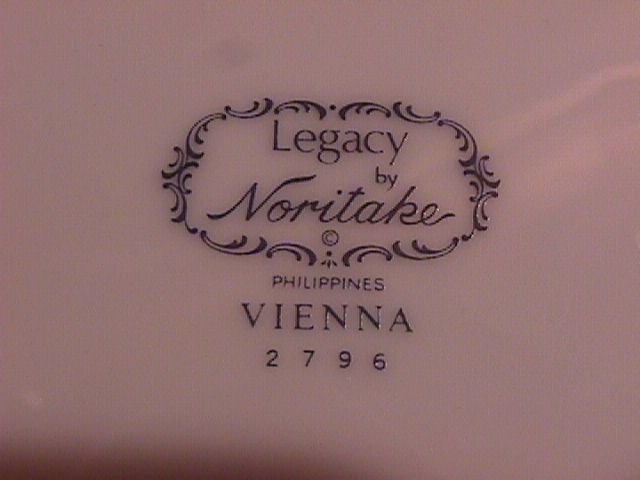 Legacy
by
Noritake
©
PHILIPPINES
VIENNA
2796